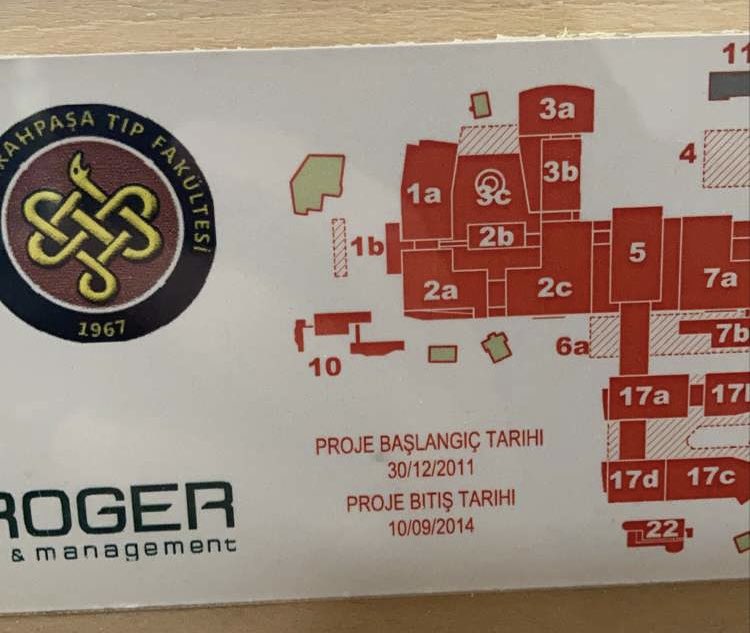 KAHPAŞA TIP FAKÜLTESİ
1967
ROGER
& management
11
3a
4
3b
1a
3c
2b
1b
5
7a
2a
2c
6a
7b
10
17a
17d
17c
22
PROJE BAŞLANGIÇ TARIHI
30/12/2011
PROJE BITIŞ TARIHI
10/09/2014